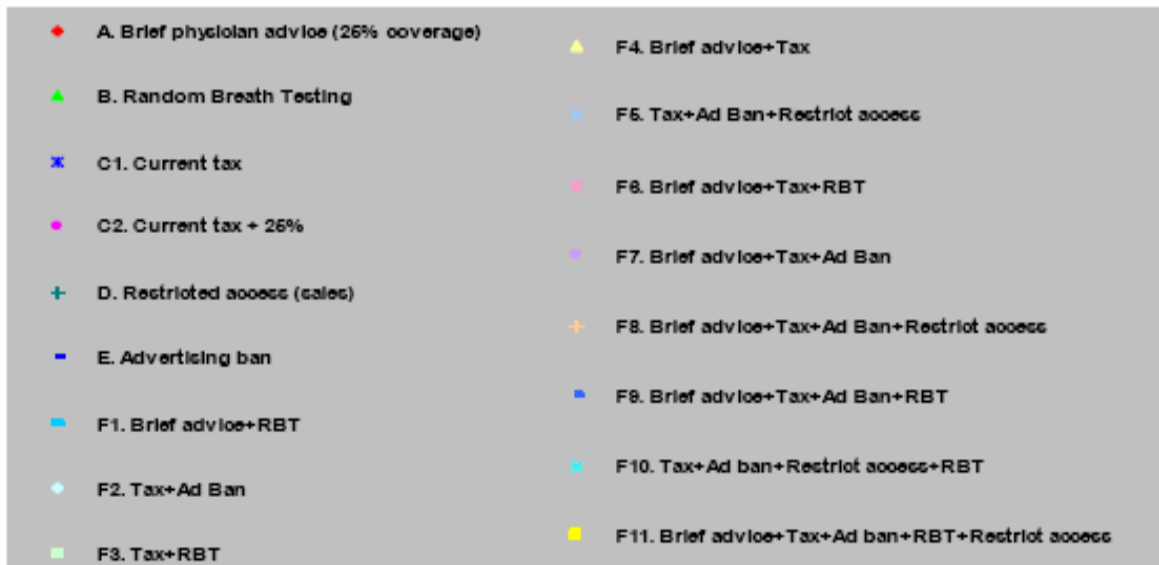 A. Brief physician advice (25% coverage)
B. Random Breath Testing
C1. Current tax
C2. Current tax + 25%
D. Restricted access (sales)
E. Advertising ban
F1. Brief advice+RBT
F2. Tax+Ad Ban
F3. Tax+RBT
F4. Brief advice+Tax
F5. Tax+Ad Ban+Restrict access
F6. Brief advice+Tax+RBT
F7. Brief advice+Tax+Ad Ban
F8. Brief advice+Tax+Ad Ban+Restrict access
F9. Brief advice+Tax+Ad Ban+RBT
F10. Tax+Ad ban+Restrict access+RBT
F11. Brief advice+Tax+Ad ban+RBT+Restrict access